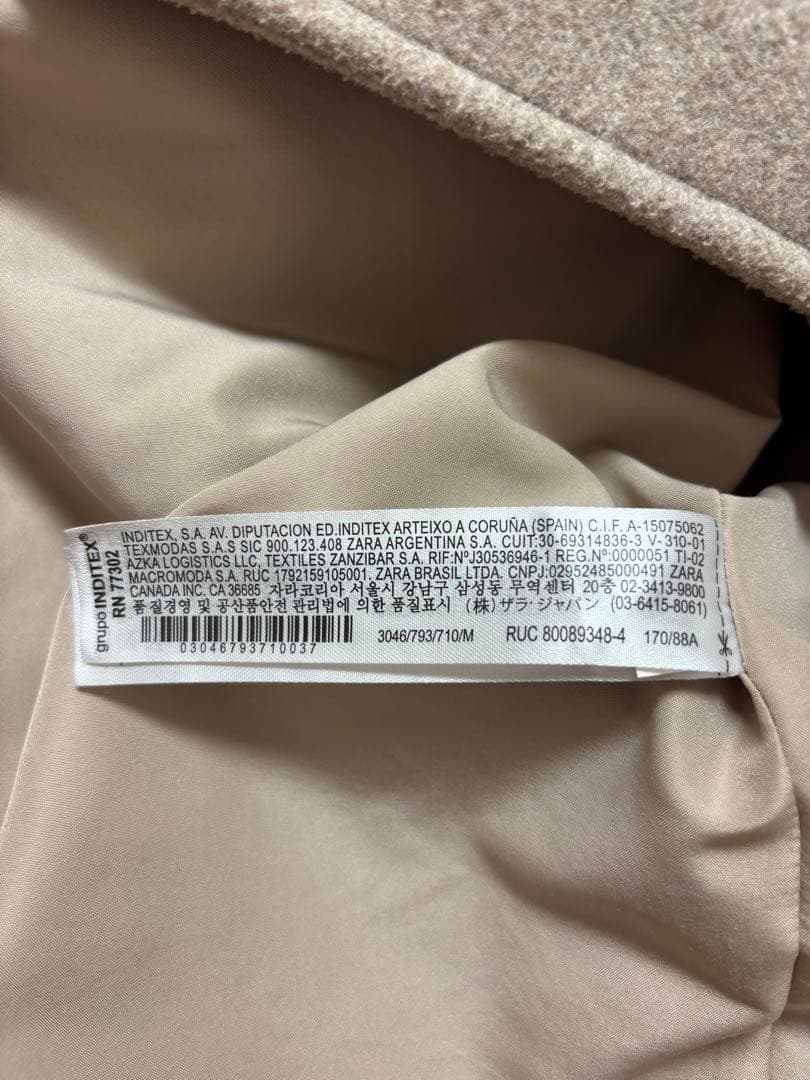 grupo INDITEX®
RN 77302
INDITEX, S.A. AV. DIPUTACION ED.INDITEX ARTEIXO A CORUÑA (SPAIN) C.I.F. A-15075062
TEXMODAS S.A.S SIC 900.123.408 ZARA ARGENTINA S.A. CUIT:30-69314836-3 V-310-01
AZKA LOGISTICS LLC. TEXTILES ZANZIBAR S.A. RIF:NºJ30536946-1 REG.Nº:0000051 TI-02
MACROMODA S.A. RUC 1792159105001. ZARA BRASIL LTDA. CNPJ:02952485000491 ZARA
CANADA INC. CA 36685 자라코리아 서울시 강남구 삼성동 무역센터 20층 02-3413-9800
품질경영 및 공산품안전 관리법에 의한 품질표시 (株) ザラ・ジャパン (03-6415-8061)
03046793710037 3046/793/710/M RUC 80089348-4 170/88A